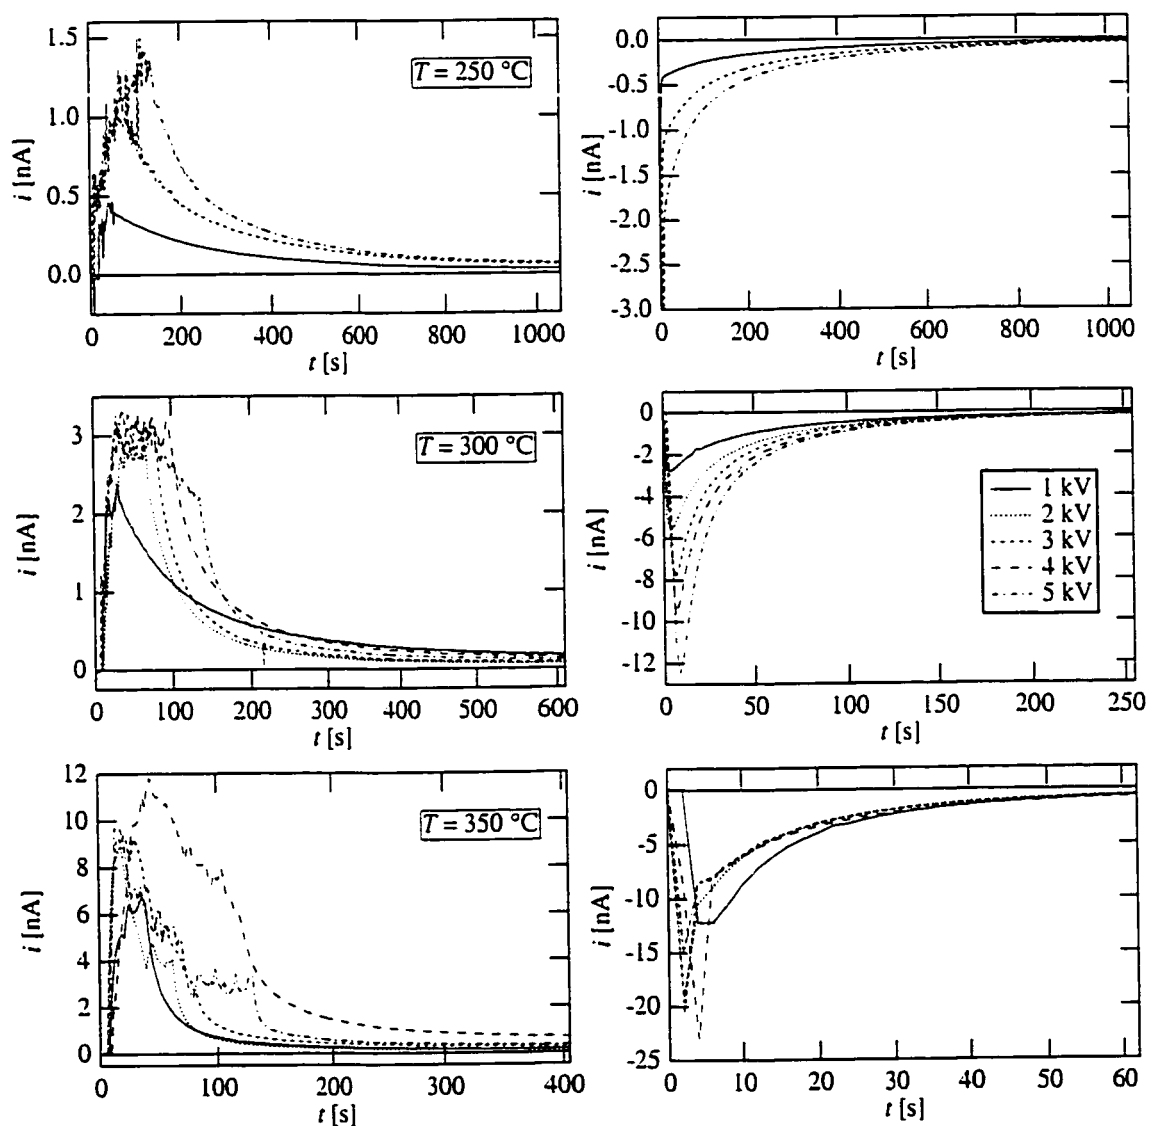 1.5
1.0
0.5
0.0
i [nA]
T = 250 °C
0 200 400 600 800 1000
t [s]
0.0
-0.5
-1.0
-1.5
-2.0
-2.5
-3.0
i [nA]
0 200 400 600 800 1000
t [s]
3
2
1
0
i [nA]
T = 300 °C
0 100 200 300 400 500 600
t [s]
0
-2
-4
-6
-8
-10
-12
i [nA]
1 kV
2 kV
3 kV
4 kV
5 kV
0 50 100 150 200 250
t [s]
12
10
8
6
4
2
0
i [nA]
T = 350 °C
0 100 200 300 400
t [s]
0
-5
-10
-15
-20
-25
i [nA]
0 10 20 30 40 50 60
t [s]